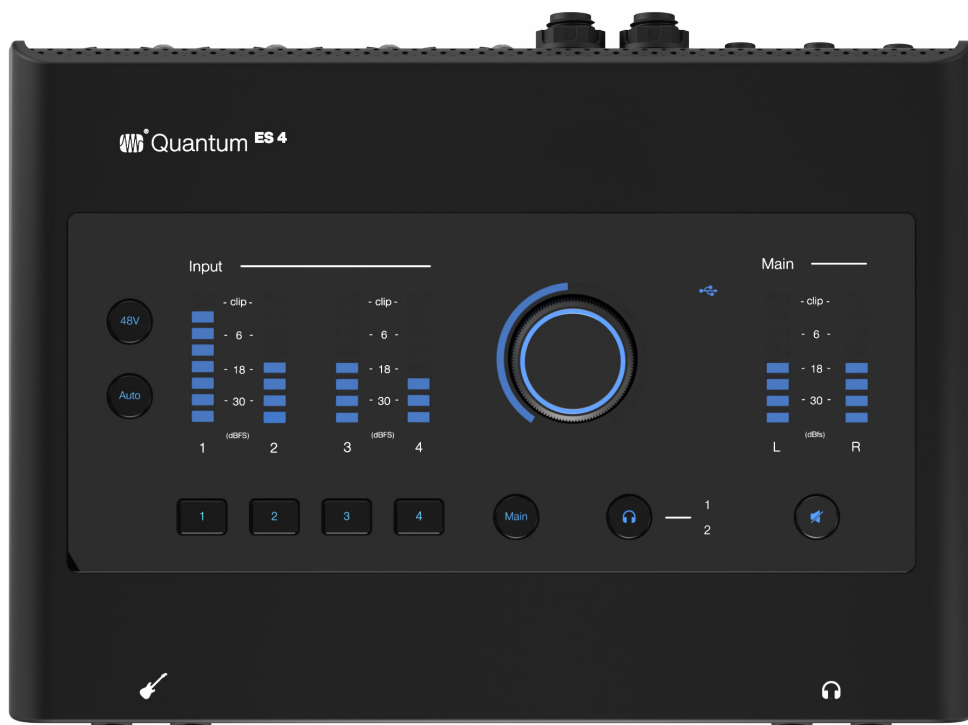 Quantum ES 4
Input
Main
- clip -
- clip -
- clip -
48V
- 6 -
- 6 -
- 6 -
- 18 -
- 18 -
- 18 -
Auto
- 30 -
- 30 -
- 30 -
(dBFS)
(dBFS)
(dBfs)
1
2
3
4
L
R
1
2
3
4
Main
1
2